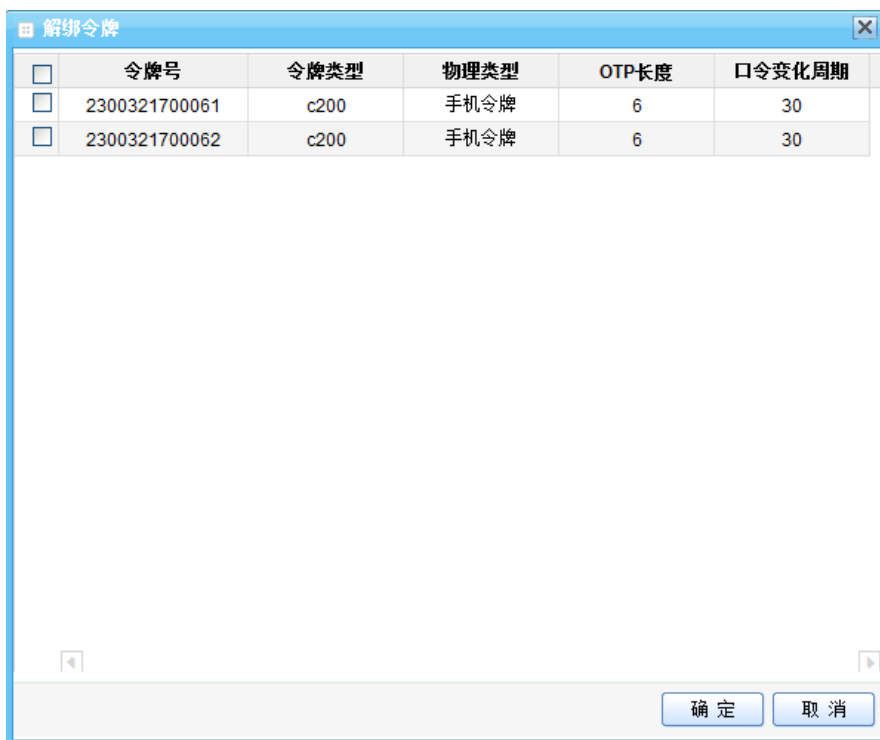 解绑令牌
令牌号 令牌类型 物理类型 OTP长度 口令变化周期
2300321700061 c200 手机令牌 6 30
2300321700062 c200 手机令牌 6 30
确 定 取 消